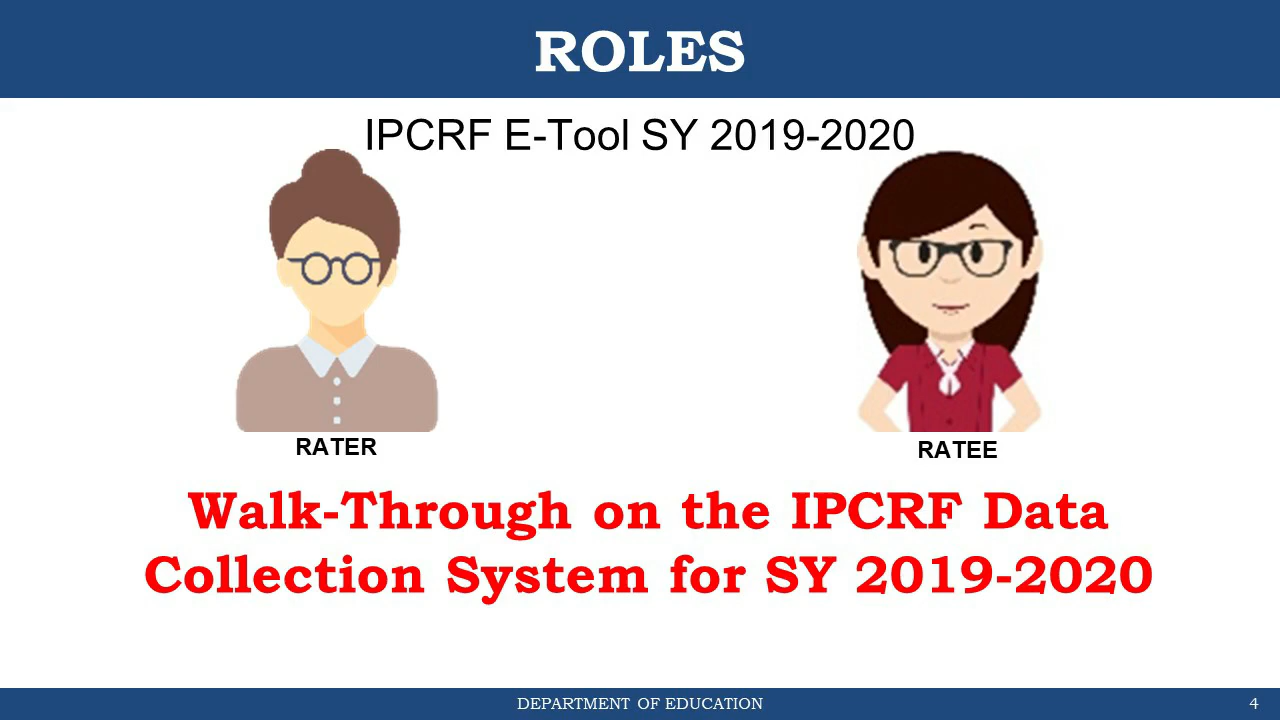 ROLES
IPCRF E-Tool SY 2019-2020
RATER
RATEE
Walk-Through on the IPCRF Data
Collection System for SY 2019-2020
DEPARTMENT OF EDUCATION
4